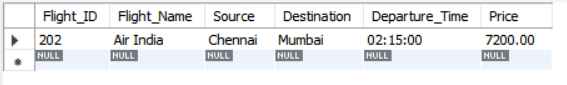 Flight_ID Flight_Name Source Destination Departure_Time Price
202 Air India Chennai Mumbai 02:15:00 7200.00
NULL NULL NULL NULL NULL NULL